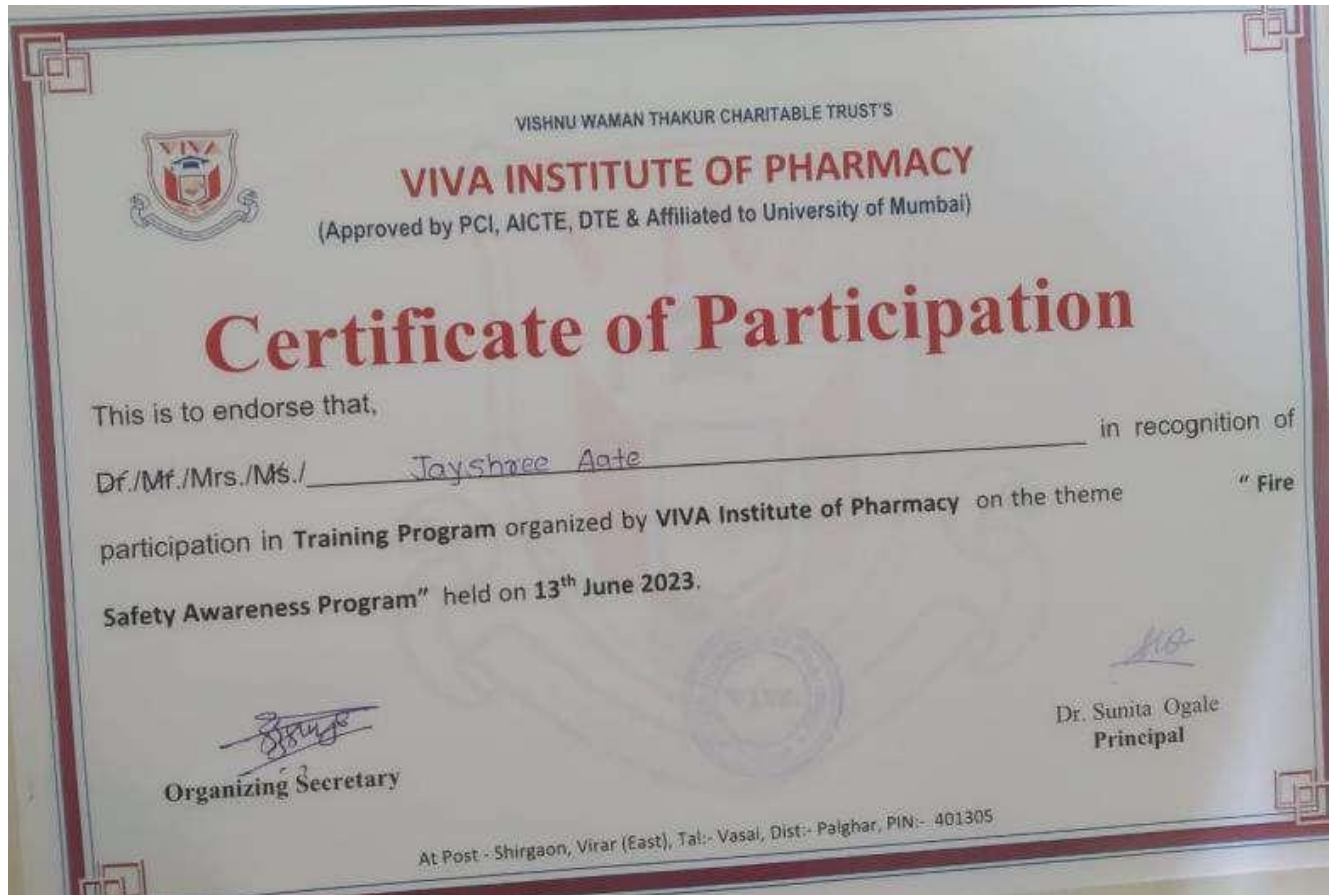 VISHNU WAMAN THAKUR CHARITABLE TRUST'S
VIVA
VIVA INSTITUTE OF PHARMACY
(Approved by PCI, AICTE, DTE & Affiliated to University of Mumbai)
Certificate of Participation
This is to endorse that,
Dr./Mr./Mrs./Ms./ Jayshree Aate in recognition of
participation in Training Program organized by VIVA Institute of Pharmacy on the theme " Fire
Safety Awareness Program" held on 13th June 2023.
Dr. Sunita Ogale
Principal
Organizing Secretary
At Post - Shirgaon, Virar (East), Tal:- Vasai, Dist:- Palghar, PIN:- 401305